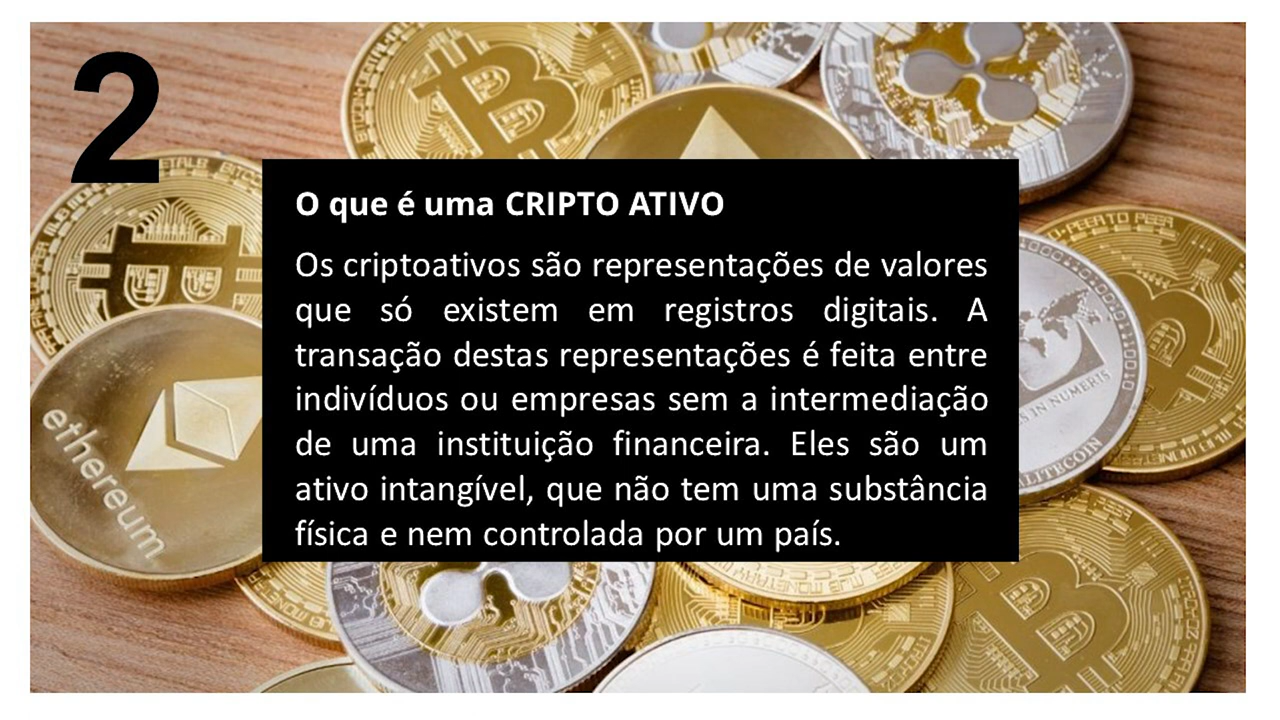 2
O que é uma CRIPTO ATIVO
Os criptoativos são representações de valores
que só existem em registros digitais. A
transação destas representações é feita entre
indivíduos ou empresas sem a intermediação
de uma instituição financeira. Eles são um
ativo intangível, que não tem uma substância
física e nem controlada por um país.
ethereum
LITECOIN